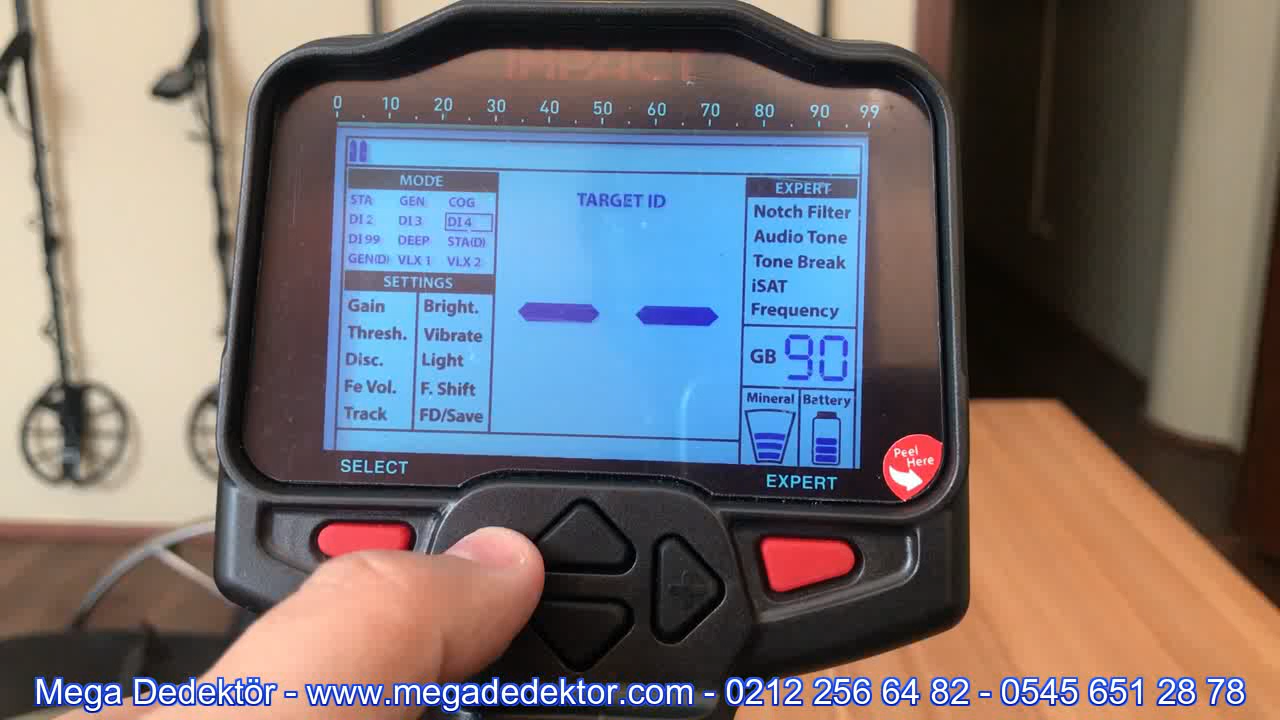 IMPACT
0 10 20 30 40 50 60 70 80 90 99
MODE
STA GEN COG
DI 2 DI 3 DI 4
DI 99 DEEP STA(D)
GEN(D) VLX 1 VLX 2
SETTINGS
Gain Bright.
Thresh. Vibrate
Disc. Light
Fe Vol. F. Shift
Track FD/Save
TARGET ID
EXPERT
Notch Filter
Audio Tone
Tone Break
iSAT
Frequency
GB 90
Mineral Battery
Peel
Here
SELECT
EXPERT
Mega Dedektör - www.megadedektor.com - 0212 256 64 82 - 0545 651 28 78